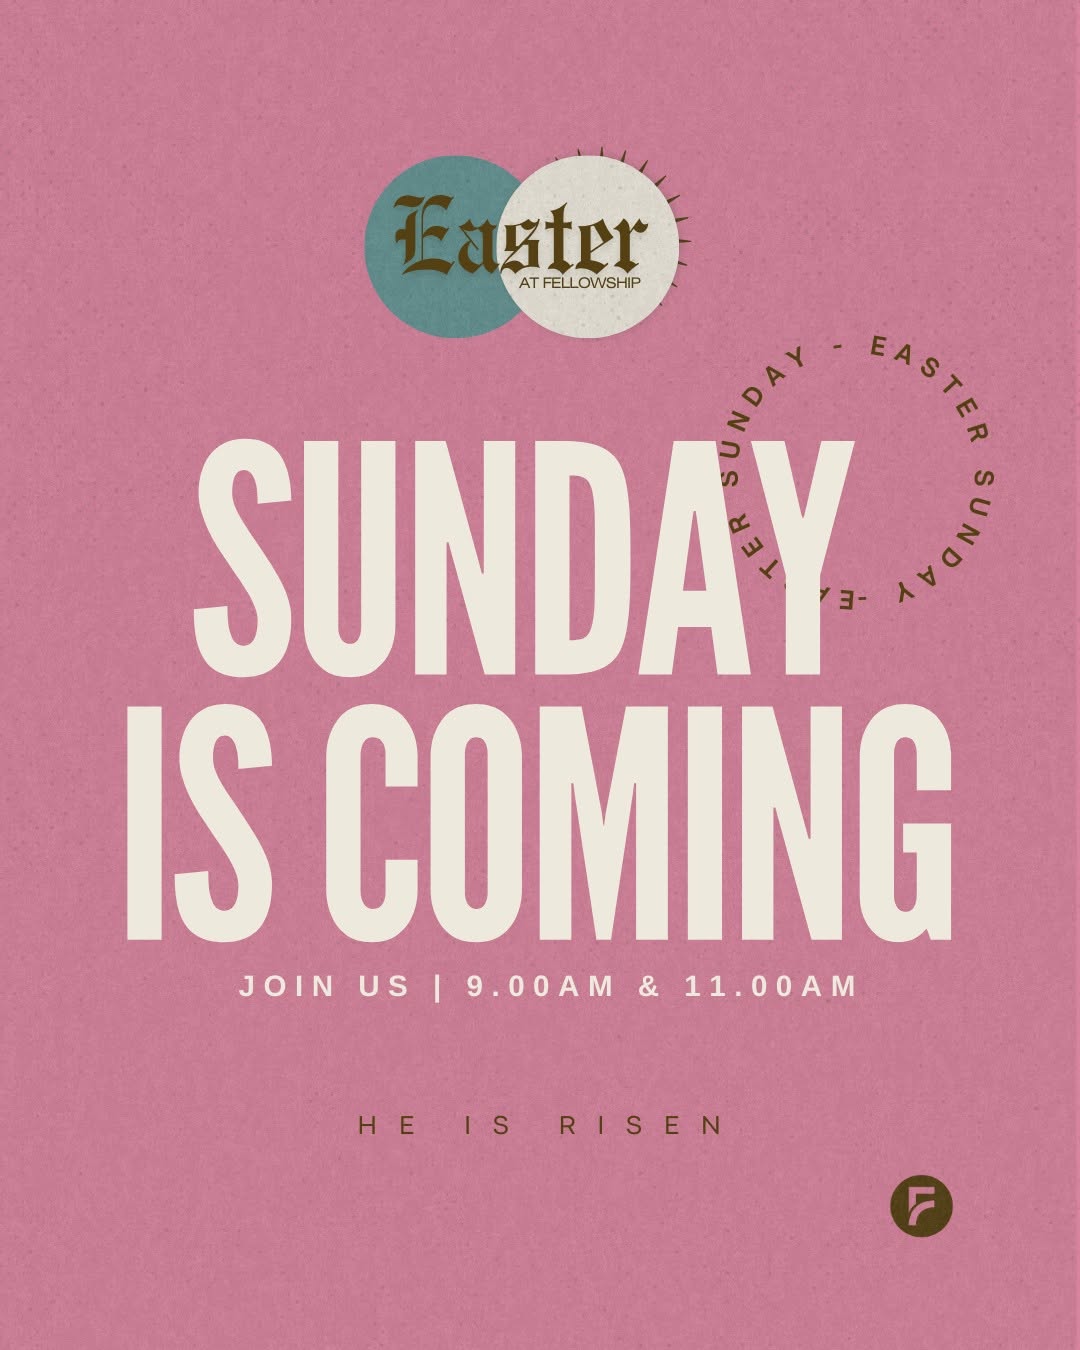 Easter
AT FELLOWSHIP
SUNDAY - EASTER SUNDAY -EASTER
SUNDAY
IS COMING
JOIN US | 9.00AM & 11.00AM
HE IS RISEN
F